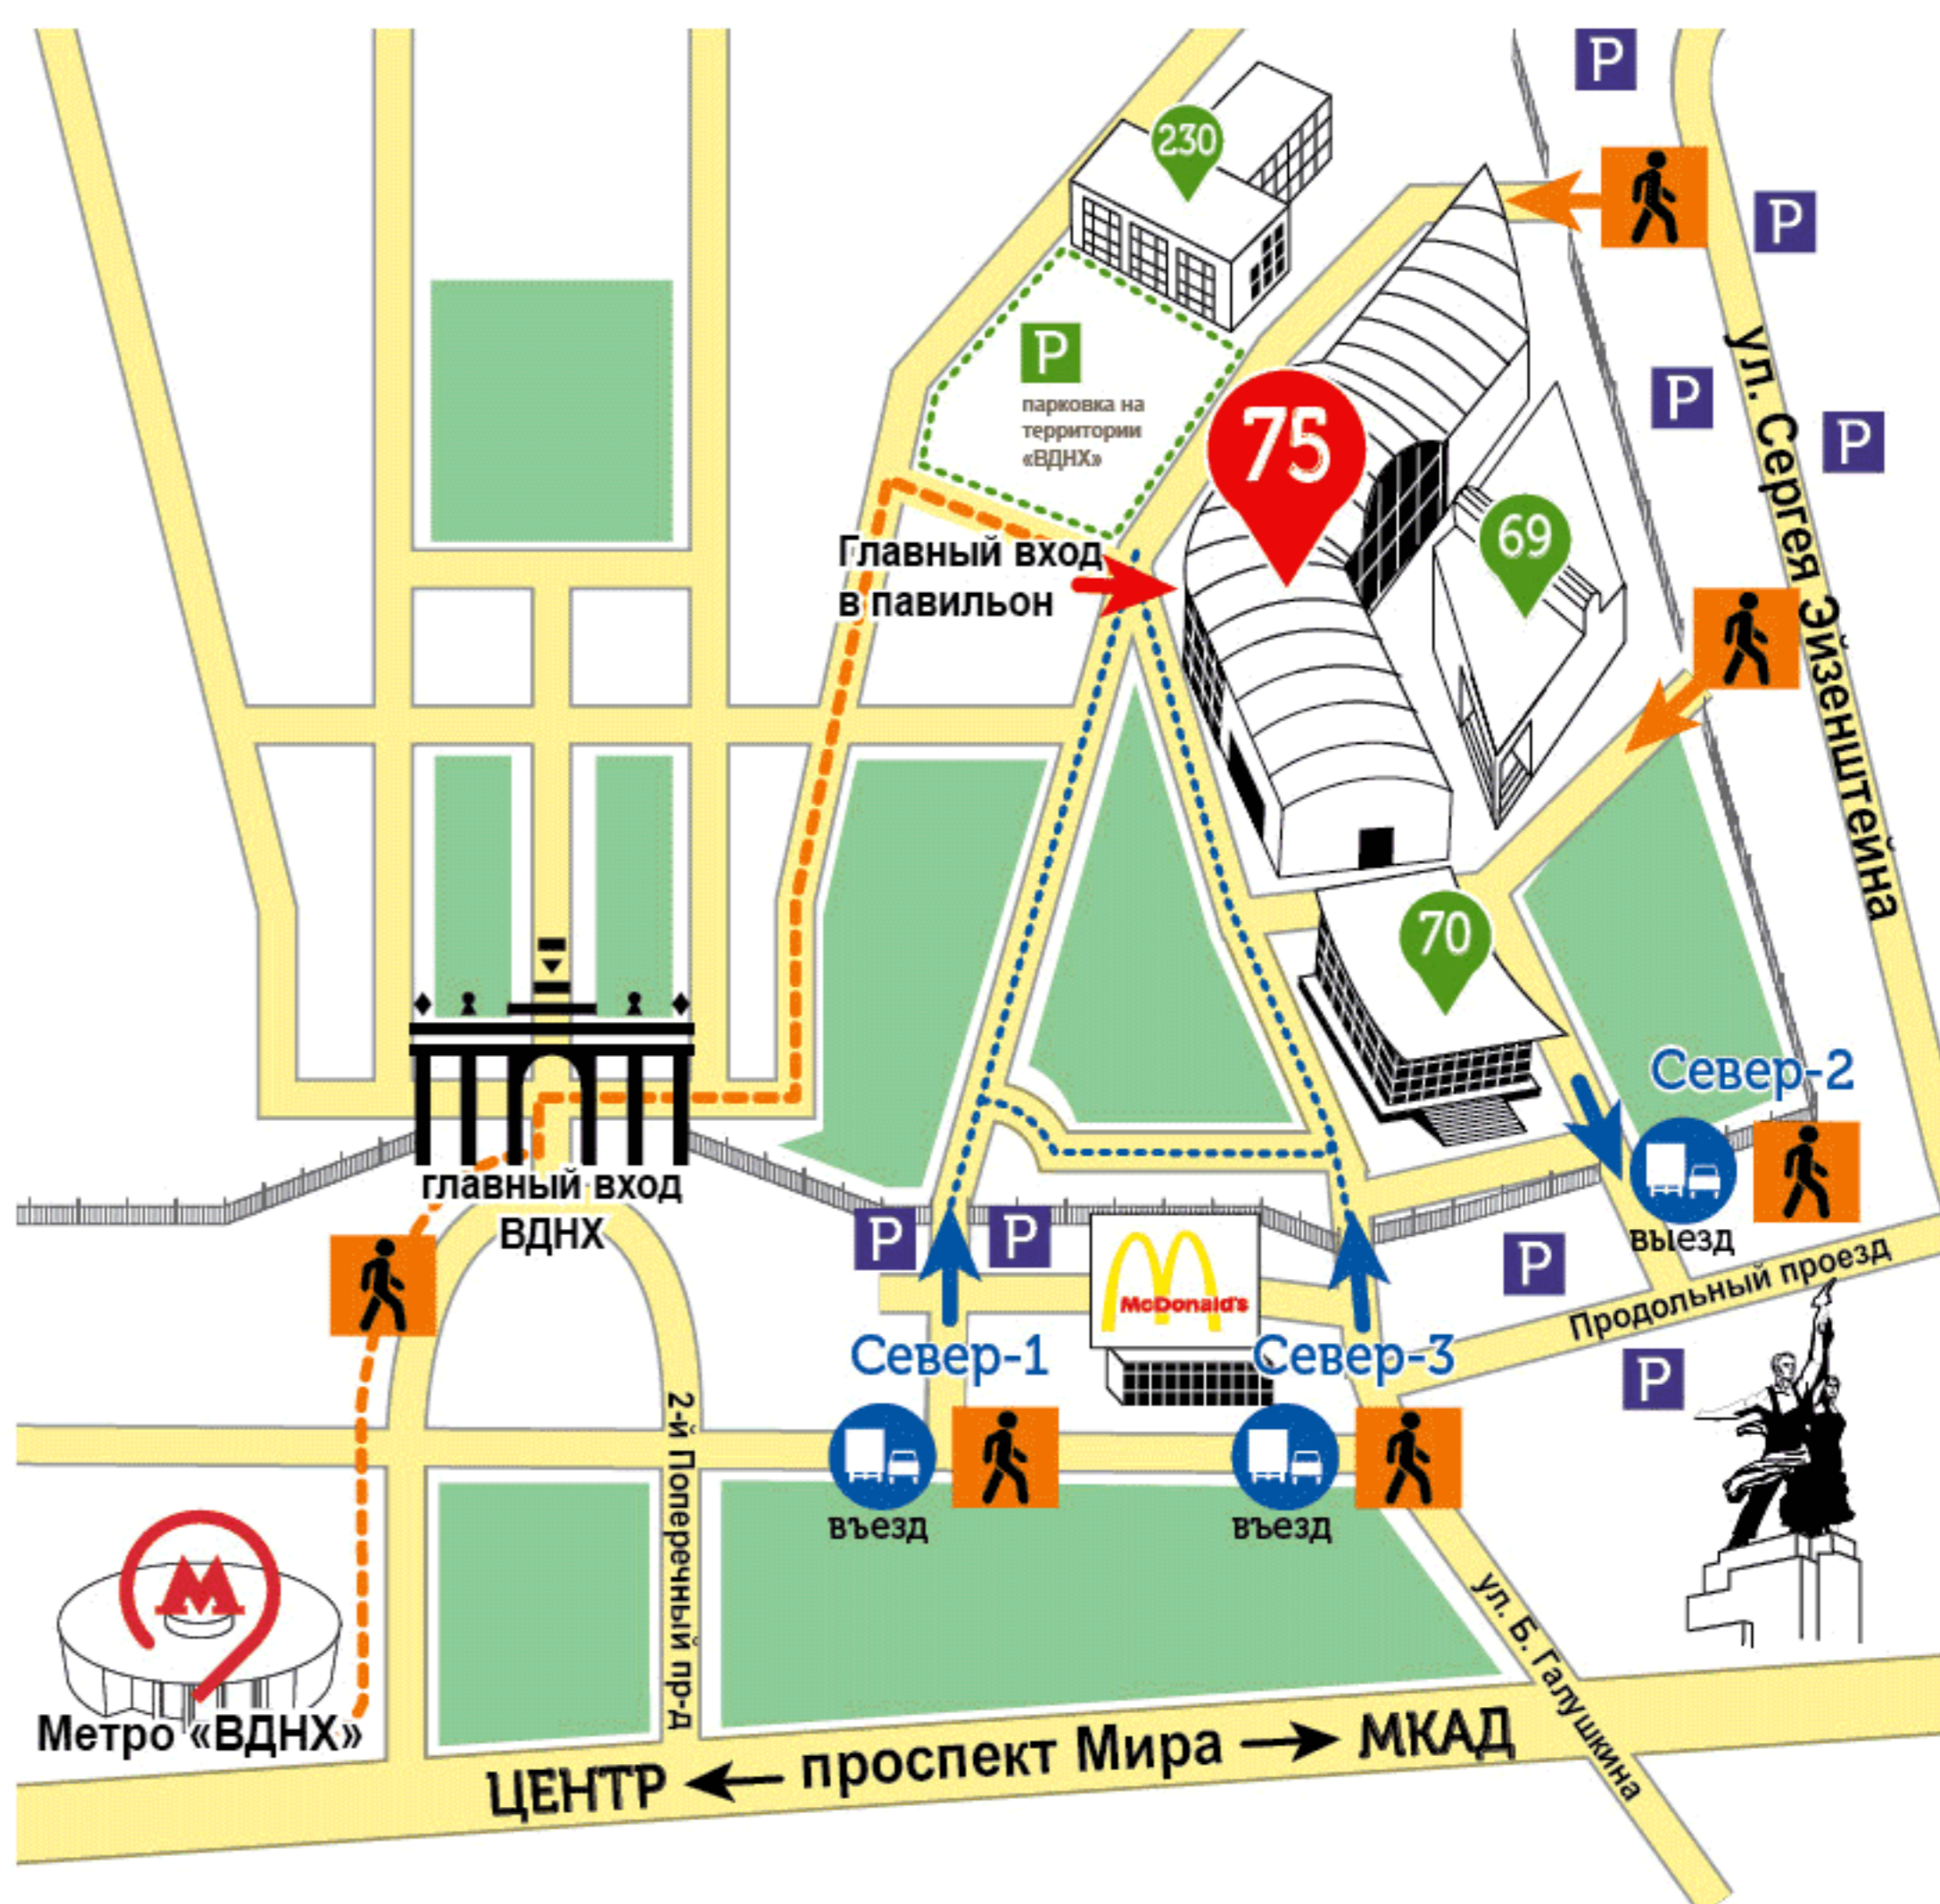 P
230
P
ул. Сергея Эйзенштейна
P
парковка на
территории
«ВДНХ»
P
P
75
69
Главный вход
в павильон
70
Север-2
главный вход
ВДНХ
P
P
P
выезд
Продольный проезд
McDonald's
Север-1
Север-3
P
2-й Поперечный пр-д
въезд
въезд
ул. Б. Галушкина
М
Метро «ВДНХ»
ЦЕНТР ← проспект Мира → МКАД